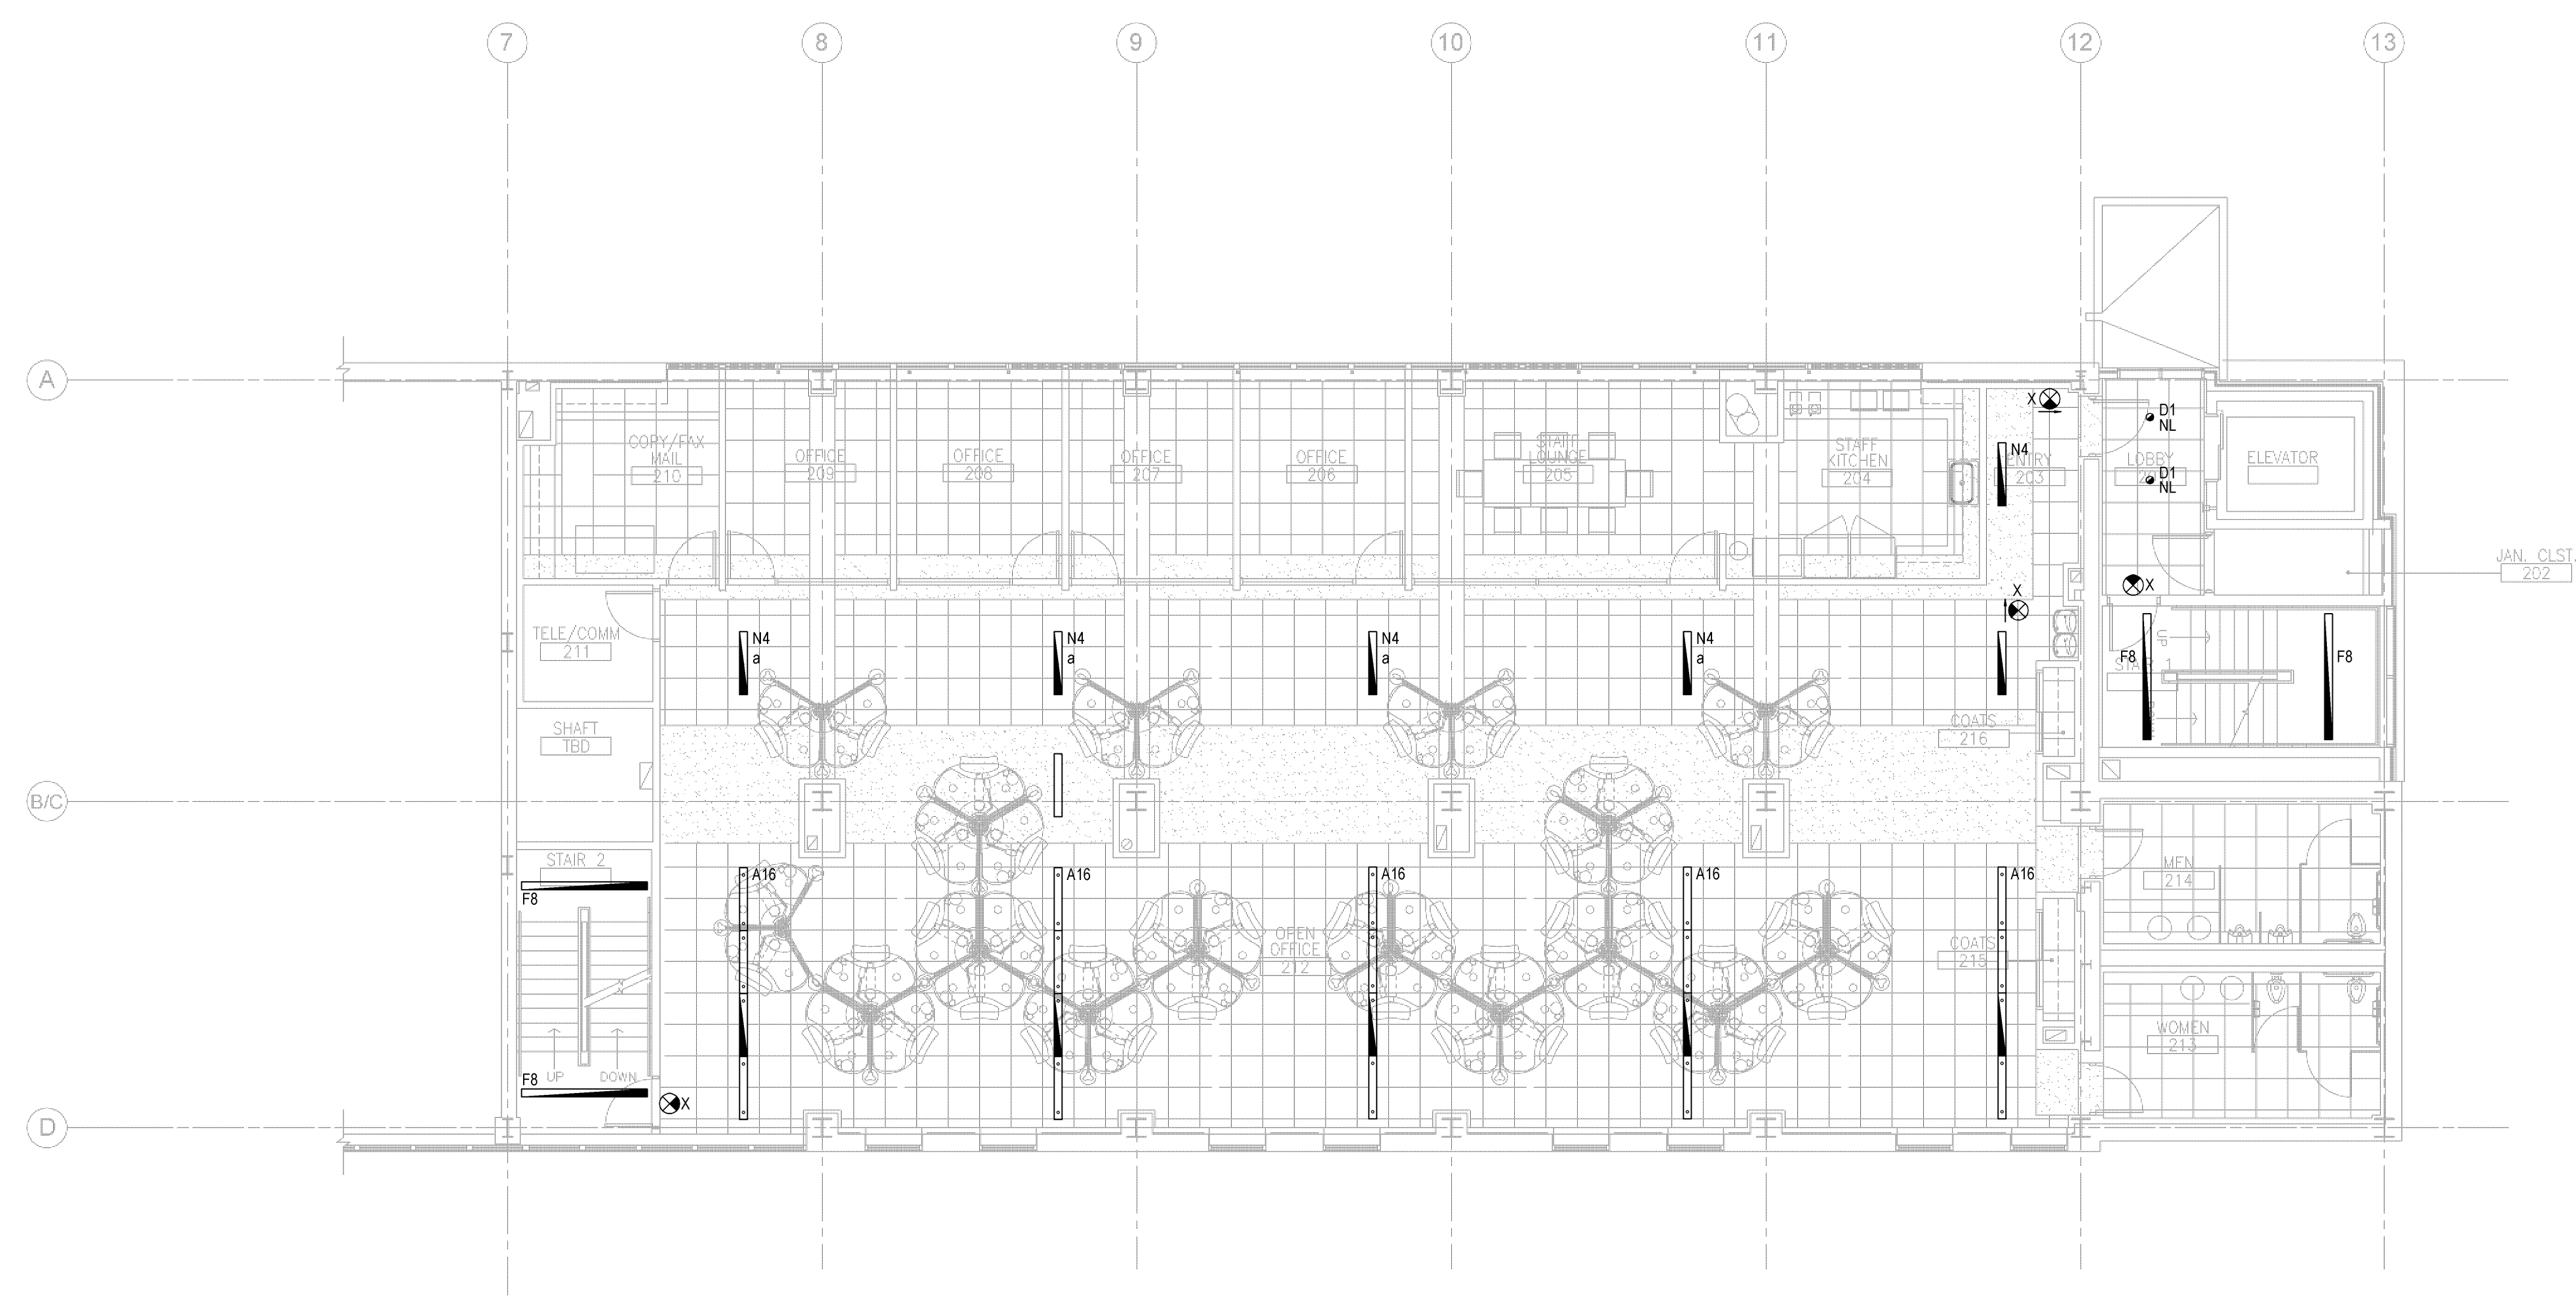 7 8 9 10 11 12 13
A
X
D1
NL
N4
COPY/FAX
MAIL
210
OFFICE
209
OFFICE
208
OFFICE
207
OFFICE
206
STAFF
LOUNGE
205
STAFF
KITCHEN
204
ENTRY
203
LOBBY
D1
NL
ELEVATOR
JAN. CLST.
202
X
X
TELE/COMM
211
N4
a
N4
a
N4
a
N4
a
UP
F8
STAIR 1
F8
SHAFT
TBD
COATS
216
B/C
STAIR 2
F8
A16
A16
A16
A16
A16
MEN
214
OPEN
OFFICE
212
COATS
215
WOMEN
213
F8
UP
DOWN
X
D